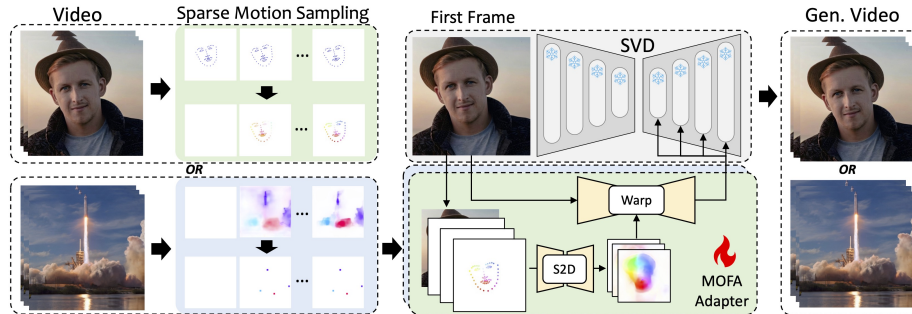 Video
Sparse Motion Sampling
First Frame
Gen. Video
SVD
...
...
OR
OR
Warp
...
...
S2D
MOFA
Adapter